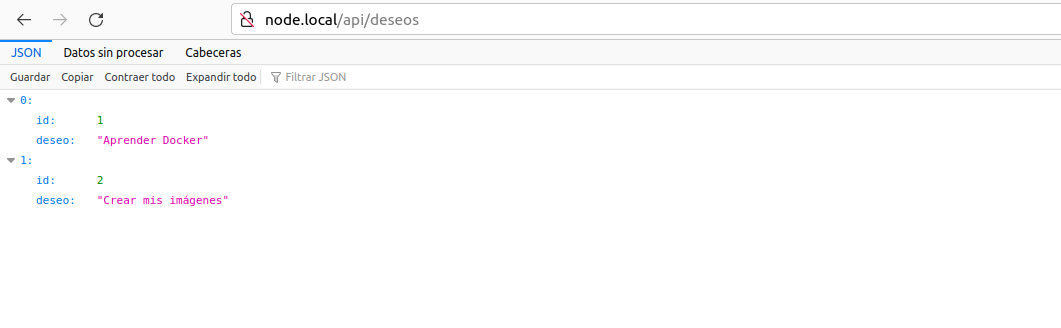 node.local/api/deseos
JSON Datos sin procesar Cabeceras
Guardar Copiar Contraer todo Expandir todo Filtrar JSON
0:
id: 1
deseo: "Aprender Docker"
1:
id: 2
deseo: "Crear mis imágenes"